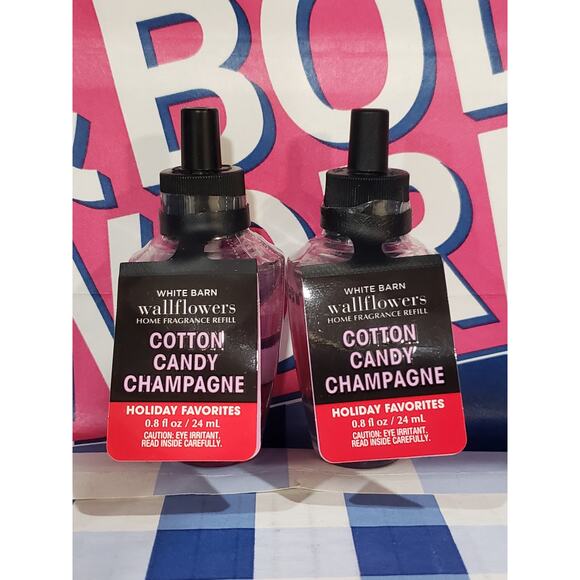 & BOD
WORK
WHITE BARN
wallflowers
HOME FRAGRANCE REFILL
COTTON
CANDY
CHAMPAGNE
HOLIDAY FAVORITES
0.8 fl oz / 24 mL
CAUTION: EYE IRRITANT.
READ INSIDE CAREFULLY.
WHITE BARN
wallflowers
HOME FRAGRANCE REFILL
COTTON
CANDY
CHAMPAGNE
HOLIDAY FAVORITES
0.8 fl oz / 24 mL
CAUTION: EYE IRRITANT.
READ INSIDE CAREFULLY.